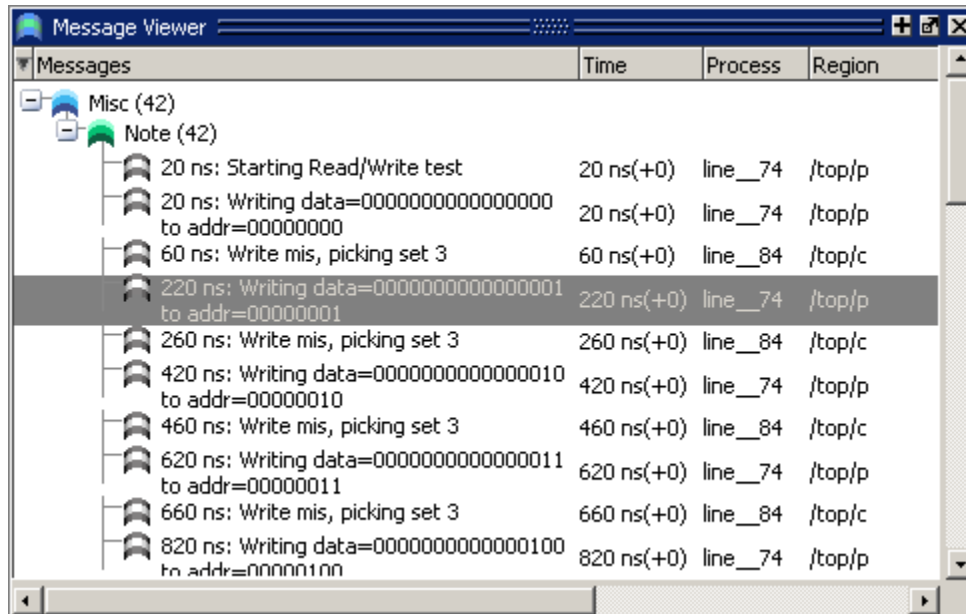 Message Viewer
Messages Time Process Region
Misc (42)
Note (42)
20 ns: Starting Read/Write test 20 ns(+0) line__74 /top/p
20 ns: Writing data=0000000000000000
to addr=00000000 20 ns(+0) line__74 /top/p
60 ns: Write mis, picking set 3 60 ns(+0) line__84 /top/c
220 ns: Writing data=0000000000000001
to addr=00000001 220 ns(+0) line__74 /top/p
260 ns: Write mis, picking set 3 260 ns(+0) line__84 /top/c
420 ns: Writing data=0000000000000010
to addr=00000010 420 ns(+0) line__74 /top/p
460 ns: Write mis, picking set 3 460 ns(+0) line__84 /top/c
620 ns: Writing data=0000000000000011
to addr=00000011 620 ns(+0) line__74 /top/p
660 ns: Write mis, picking set 3 660 ns(+0) line__84 /top/c
820 ns: Writing data=0000000000000100
to addr=00000100 820 ns(+0) line__74 /top/p